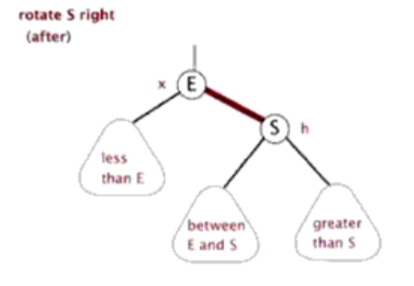 rotate S right
(after)
x
E
S
h
less
than E
between
E and S
greater
than S